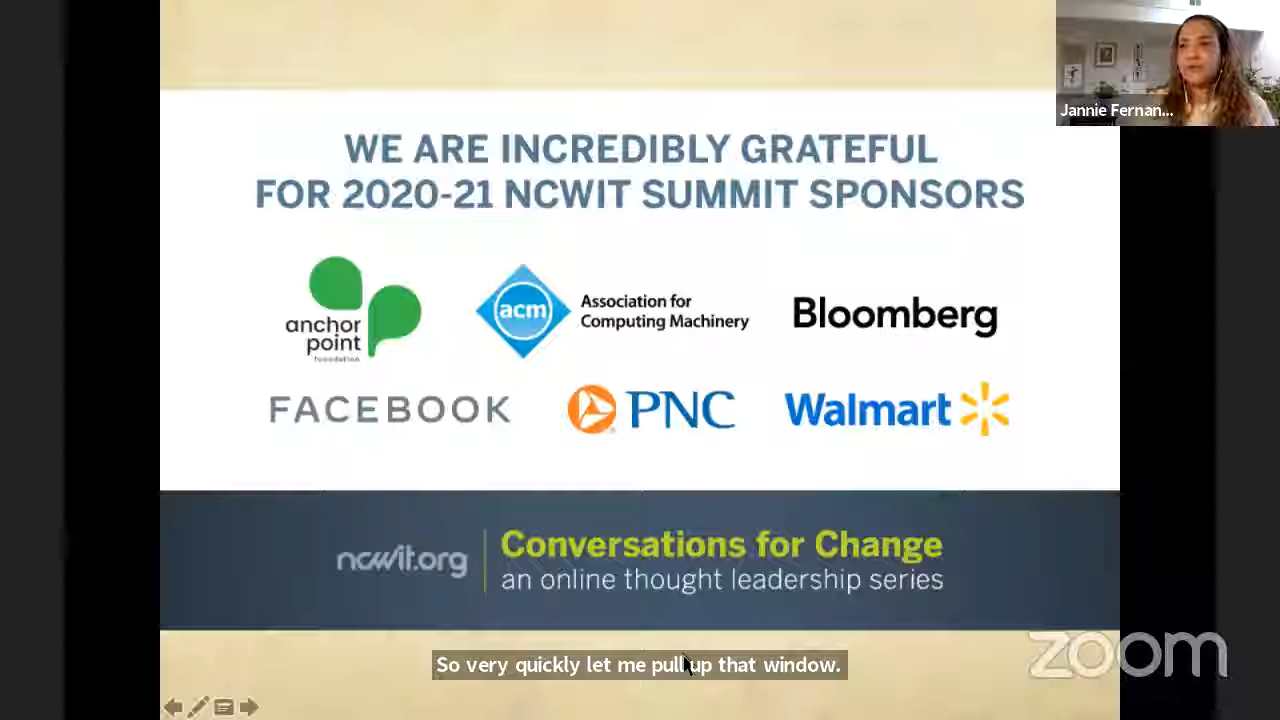 Jannie Fernan...
WE ARE INCREDIBLY GRATEFUL
FOR 2020-21 NCWIT SUMMIT SPONSORS
anchor
point
foundation
acm
Association for
Computing Machinery
Bloomberg
FACEBOOK
PNC
Walmart
ncwit.org
Conversations for Change
an online thought leadership series
So very quickly let me pull up that window.
zoom